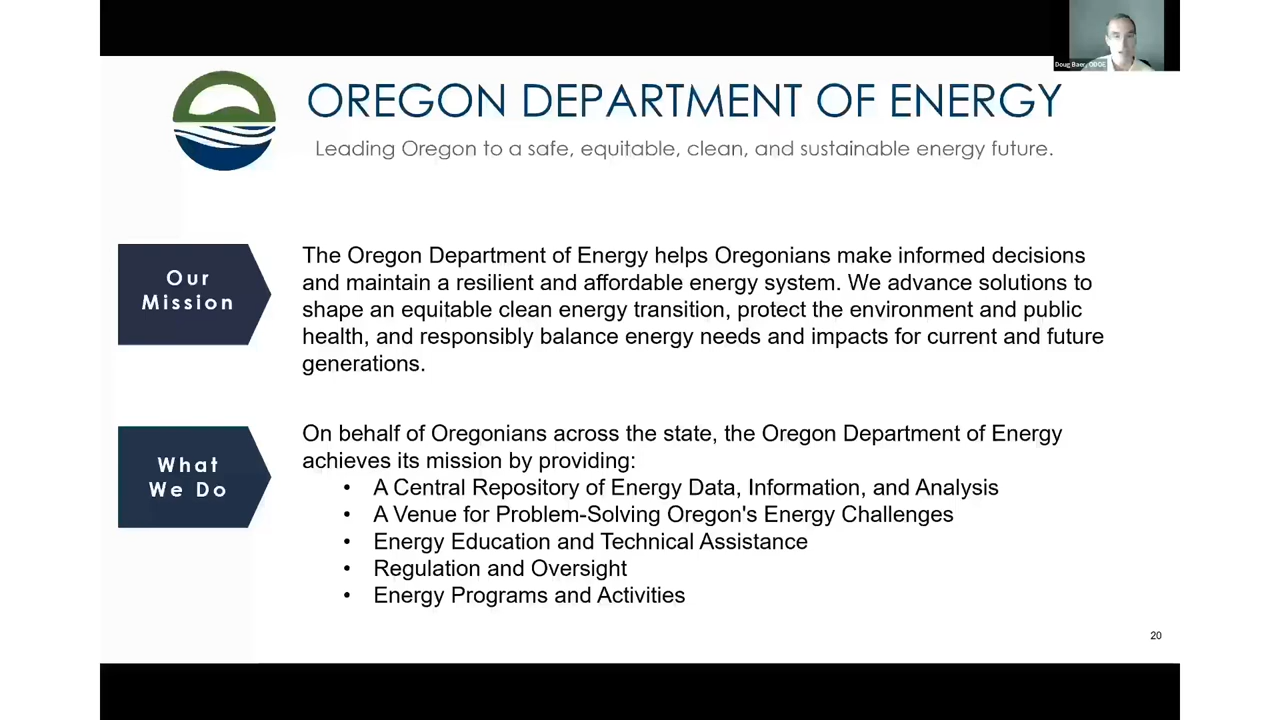 Doug Baer, ODOE
OREGON DEPARTMENT OF ENERGY
Leading Oregon to a safe, equitable, clean, and sustainable energy future.
Our
Mission
The Oregon Department of Energy helps Oregonians make informed decisions
and maintain a resilient and affordable energy system. We advance solutions to
shape an equitable clean energy transition, protect the environment and public
health, and responsibly balance energy needs and impacts for current and future
generations.
What
We Do
On behalf of Oregonians across the state, the Oregon Department of Energy
achieves its mission by providing:
• A Central Repository of Energy Data, Information, and Analysis
• A Venue for Problem-Solving Oregon's Energy Challenges
• Energy Education and Technical Assistance
• Regulation and Oversight
• Energy Programs and Activities
20